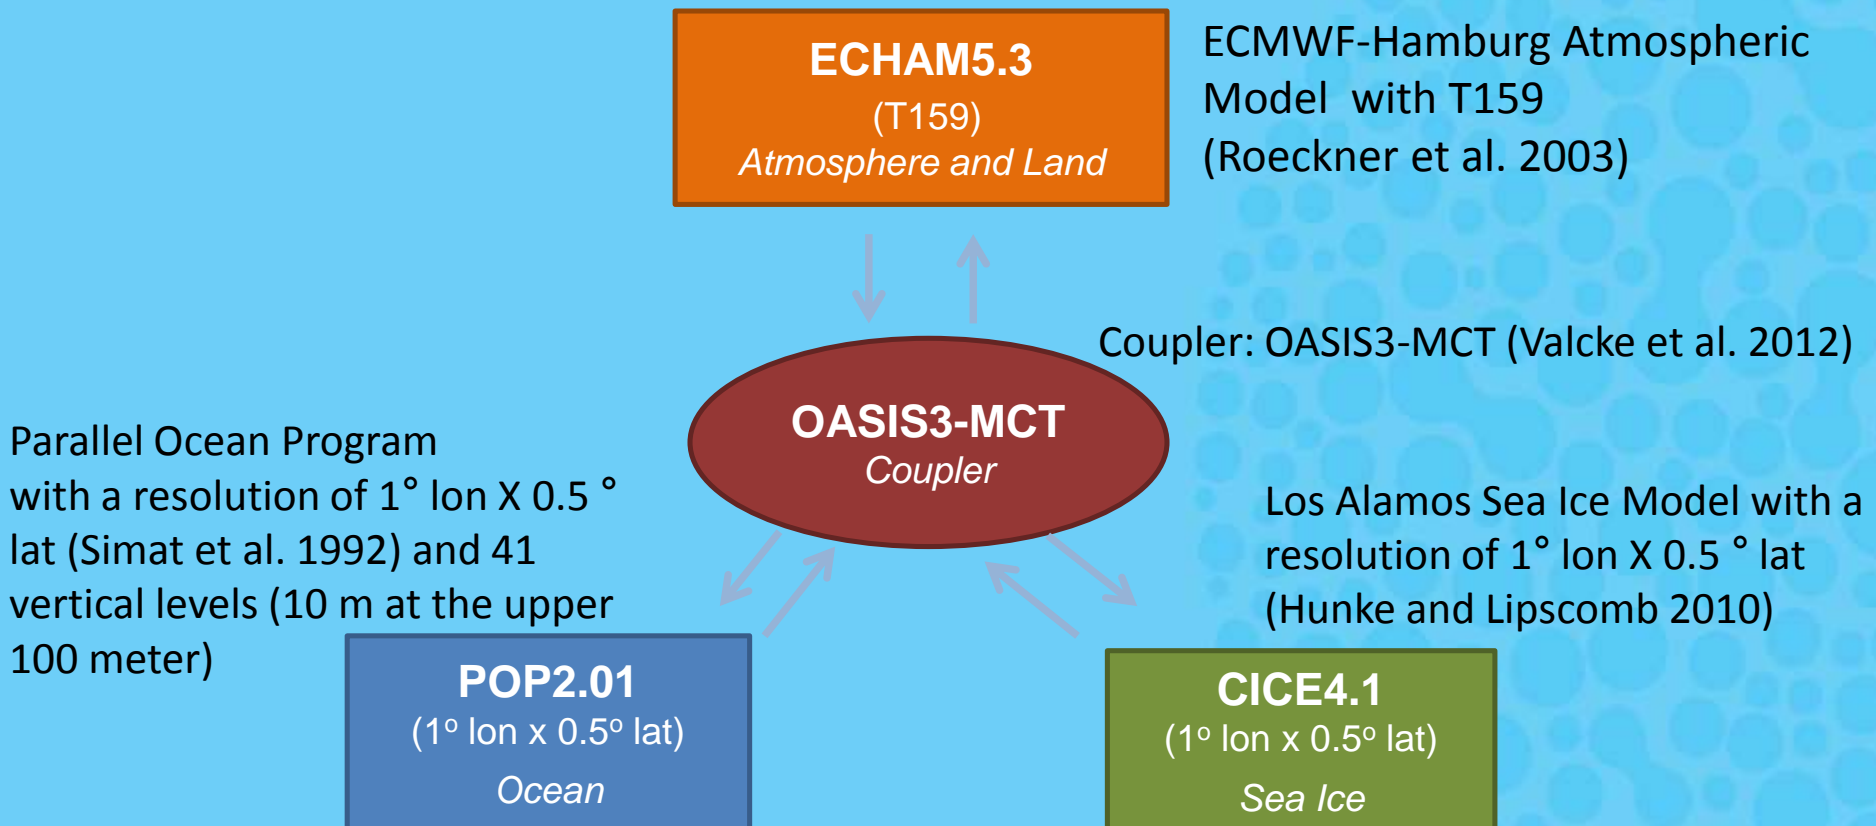 ECHAM5.3
(T159)
Atmosphere and Land
ECMWF-Hamburg Atmospheric
Model with T159
(Roeckner et al. 2003)
Coupler: OASIS3-MCT (Valcke et al. 2012)
OASIS3-MCT
Coupler
Parallel Ocean Program
with a resolution of 1° lon X 0.5 °
lat (Simat et al. 1992) and 41
vertical levels (10 m at the upper
100 meter)
Los Alamos Sea Ice Model with a
resolution of 1° lon X 0.5 ° lat
(Hunke and Lipscomb 2010)
POP2.01
(1º lon x 0.5º lat)
Ocean
CICE4.1
(1º lon x 0.5º lat)
Sea Ice